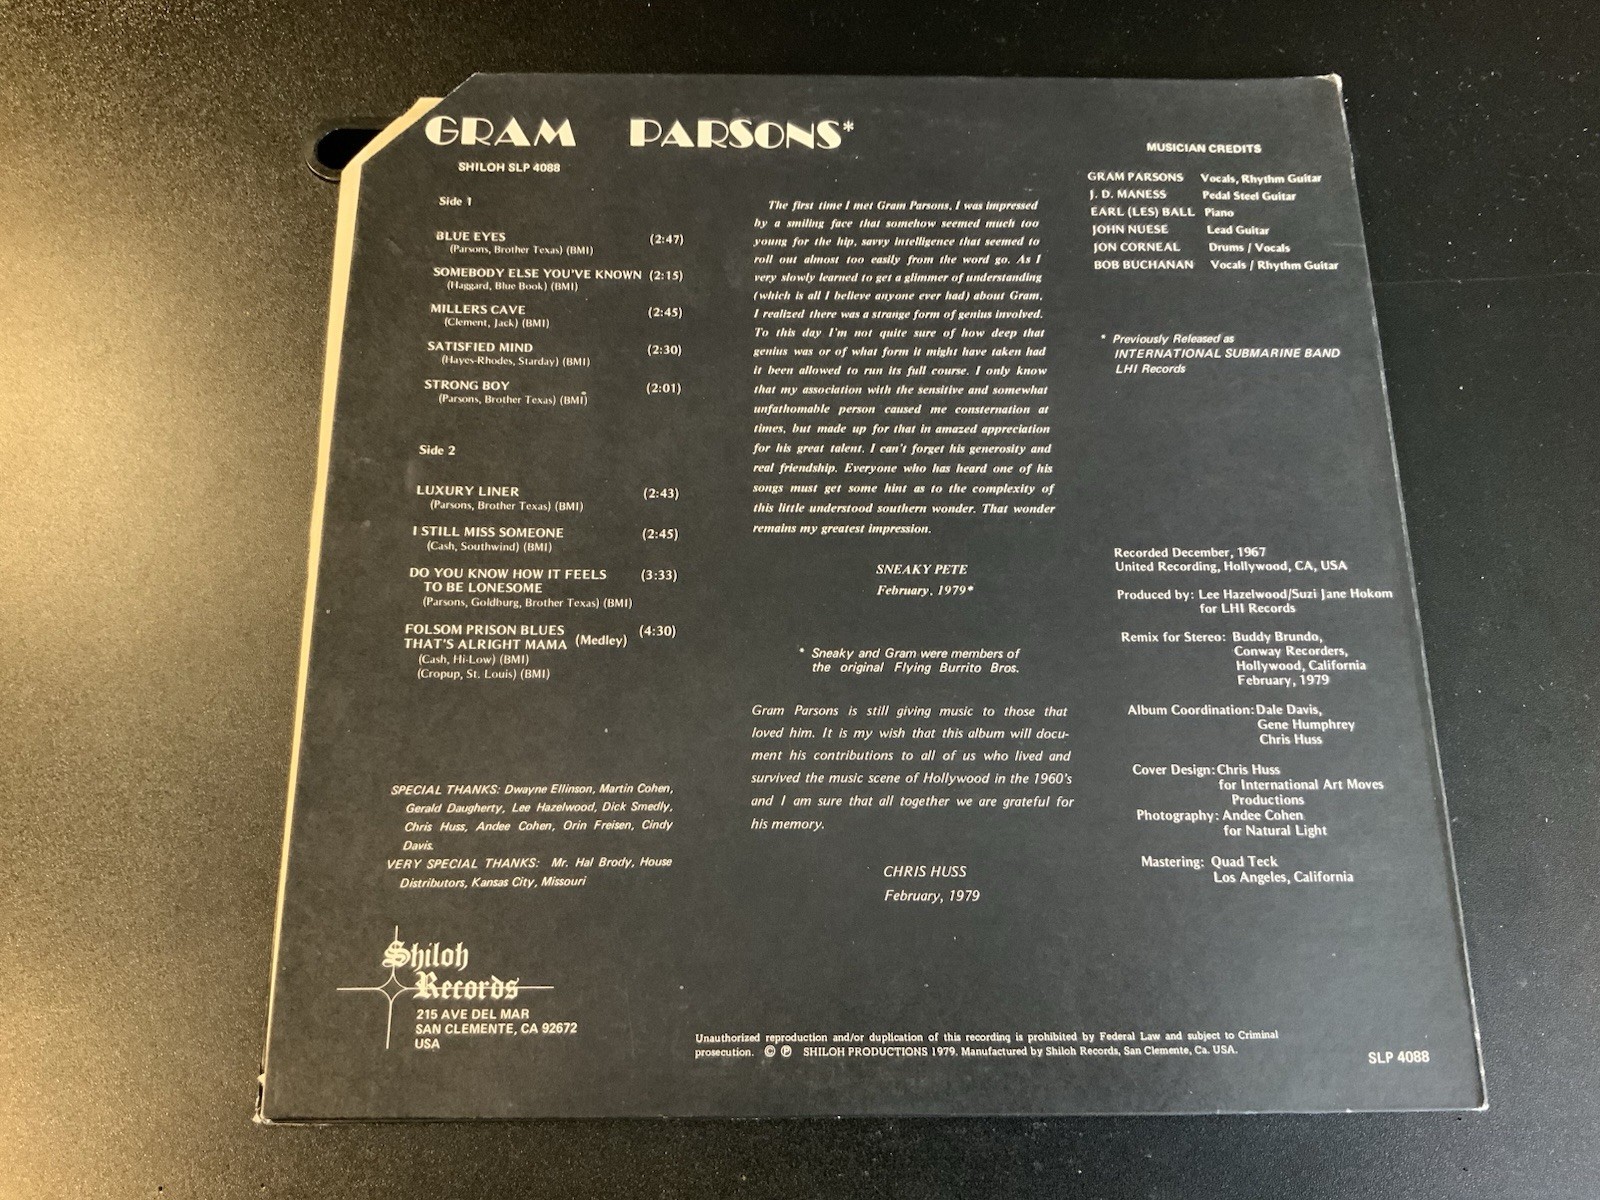 GRAM PARSONS*
SHILOH SLP 4088
Side 1
BLUE EYES (2:47)
(Parsons, Brother Texas) (BMI)
SOMEBODY ELSE YOU'VE KNOWN (2:15)
(Haggard, Blue Book) (BMI)
MILLERS CAVE (2:45)
(Clement, Jack) (BMI)
SATISFIED MIND (2:30)
(Hayes-Rhodes, Starday) (BMI)
STRONG BOY (2:01)
(Parsons, Brother Texas) (BMI)
Side 2
LUXURY LINER (2:43)
(Parsons, Brother Texas) (BMI)
I STILL MISS SOMEONE (2:45)
(Cash, Southwind) (BMI)
DO YOU KNOW HOW IT FEELS (3:33)
TO BE LONESOME
(Parsons, Goldburg, Brother Texas) (BMI)
FOLSOM PRISON BLUES (4:30)
THAT'S ALRIGHT MAMA (Medley)
(Cash, Hi-Low) (BMI)
(Cropup, St. Louis) (BMI)
SPECIAL THANKS: Dwayne Ellinson, Martin Cohen,
Gerald Daugherty, Lee Hazelwood, Dick Smedly,
Chris Huss, Andee Cohen, Orin Freisen, Cindy
Davis.
VERY SPECIAL THANKS: Mr. Hal Brody, House
Distributors, Kansas City, Missouri
Shiloh
Records
215 AVE DEL MAR
SAN CLEMENTE, CA 92672
USA
The first time I met Gram Parsons, I was impressed
by a smiling face that somehow seemed much too
young for the hip, savvy intelligence that seemed to
roll out almost too easily from the word go. As I
very slowly learned to get a glimmer of understanding
(which is all I believe anyone ever had) about Gram,
I realized there was a strange form of genius involved.
To this day I'm not quite sure of how deep that
genius was or of what form it might have taken had
it been allowed to run its full course. I only know
that my association with the sensitive and somewhat
unfathomable person caused me consternation at
times, but made up for that in amazed appreciation
for his great talent. I can't forget his generosity and
real friendship. Everyone who has heard one of his
songs must get some hint as to the complexity of
this little understood southern wonder. That wonder
remains my greatest impression.
SNEAKY PETE
February, 1979*
* Sneaky and Gram were members of
the original Flying Burrito Bros.
Gram Parsons is still giving music to those that
loved him. It is my wish that this album will docu-
ment his contributions to all of us who lived and
survived the music scene of Hollywood in the 1960's
and I am sure that all together we are grateful for
his memory.
CHRIS HUSS
February, 1979
MUSICIAN CREDITS
GRAM PARSONS Vocals, Rhythm Guitar
J. D. MANESS Pedal Steel Guitar
EARL (LES) BALL Piano
JOHN NUESE Lead Guitar
JON CORNEAL Drums / Vocals
BOB BUCHANAN Vocals / Rhythm Guitar
* Previously Released as
INTERNATIONAL SUBMARINE BAND
LHI Records
Recorded December, 1967
United Recording, Hollywood, CA, USA
Produced by: Lee Hazelwood/Suzi Jane Hokom
for LHI Records
Remix for Stereo: Buddy Brundo,
Conway Recorders,
Hollywood, California
February, 1979
Album Coordination: Dale Davis,
Gene Humphrey
Chris Huss
Cover Design: Chris Huss
for International Art Moves
Productions
Photography: Andee Cohen
for Natural Light
Mastering: Quad Teck
Los Angeles, California
Unauthorized reproduction and/or duplication of this recording is prohibited by Federal Law and subject to Criminal
prosecution. © ℗ SHILOH PRODUCTIONS 1979. Manufactured by Shiloh Records, San Clemente, Ca. USA.
SLP 4088